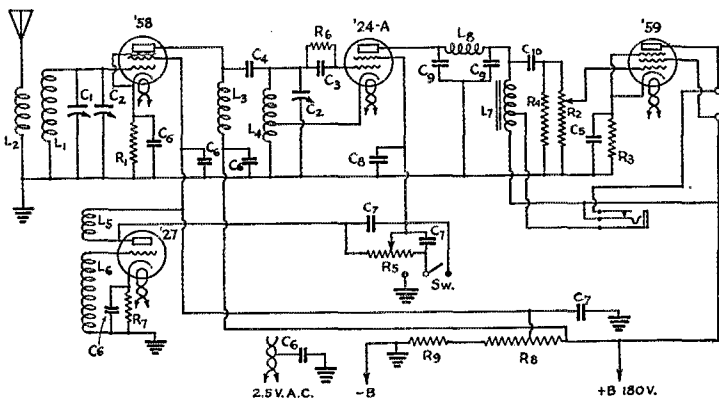 '58
'24-A
'59
R6
L8
C4
C3
C10
C9
C9
L3
C2
L4
L7
R4
R2
L2
L1
C1
C2
R1
C6
C6
C6
C8
C5
R3
L5
'27
C7
C7
R5
Sw.
L6
C6
R7
C7
C6
R9
R8
2.5 V. A.C.
-B
+B 180 V.